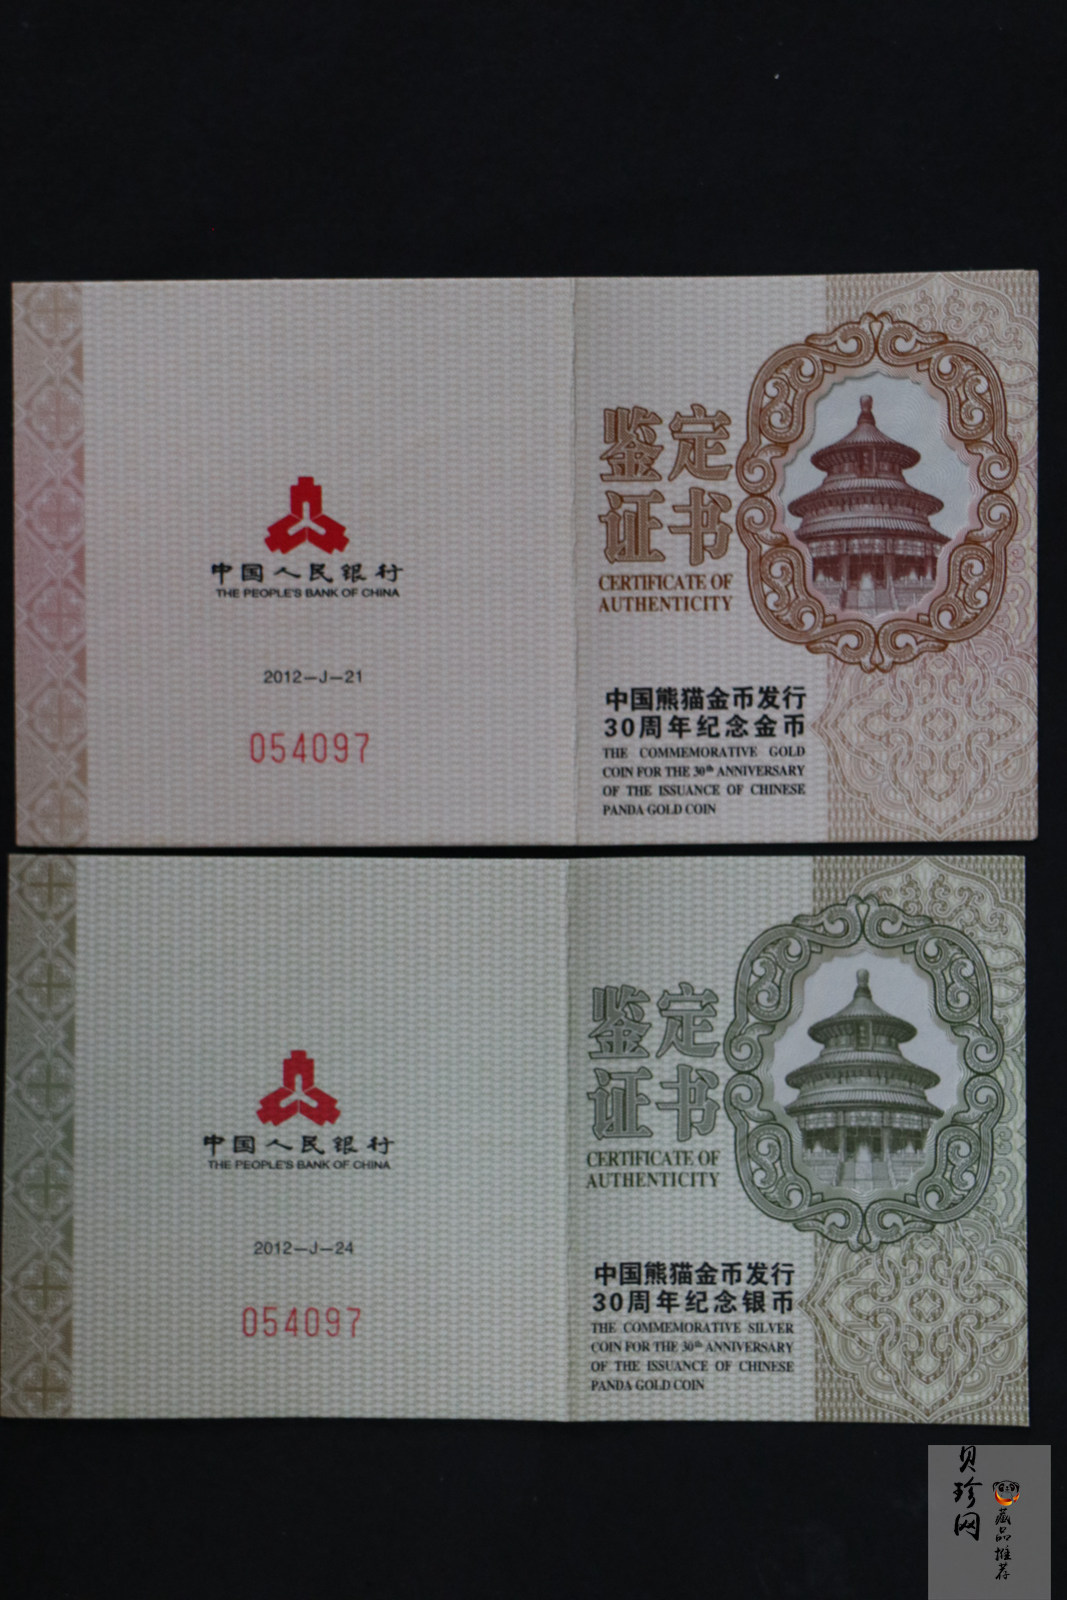 中国人民银行
THE PEOPLE'S BANK OF CHINA
2012-J-21
054097
鉴定
证书
CERTIFICATE OF
AUTHENTICITY
中国熊猫金币发行
30周年纪念金币
THE COMMEMORATIVE GOLD
COIN FOR THE 30th ANNIVERSARY
OF THE ISSUANCE OF CHINESE
PANDA GOLD COIN
中国人民银行
THE PEOPLE'S BANK OF CHINA
2012-J-24
054097
鉴定
证书
CERTIFICATE OF
AUTHENTICITY
中国熊猫金币发行
30周年纪念银币
THE COMMEMORATIVE SILVER
COIN FOR THE 30th ANNIVERSARY
OF THE ISSUANCE OF CHINESE
PANDA GOLD COIN
贝珍网
藏品推荐